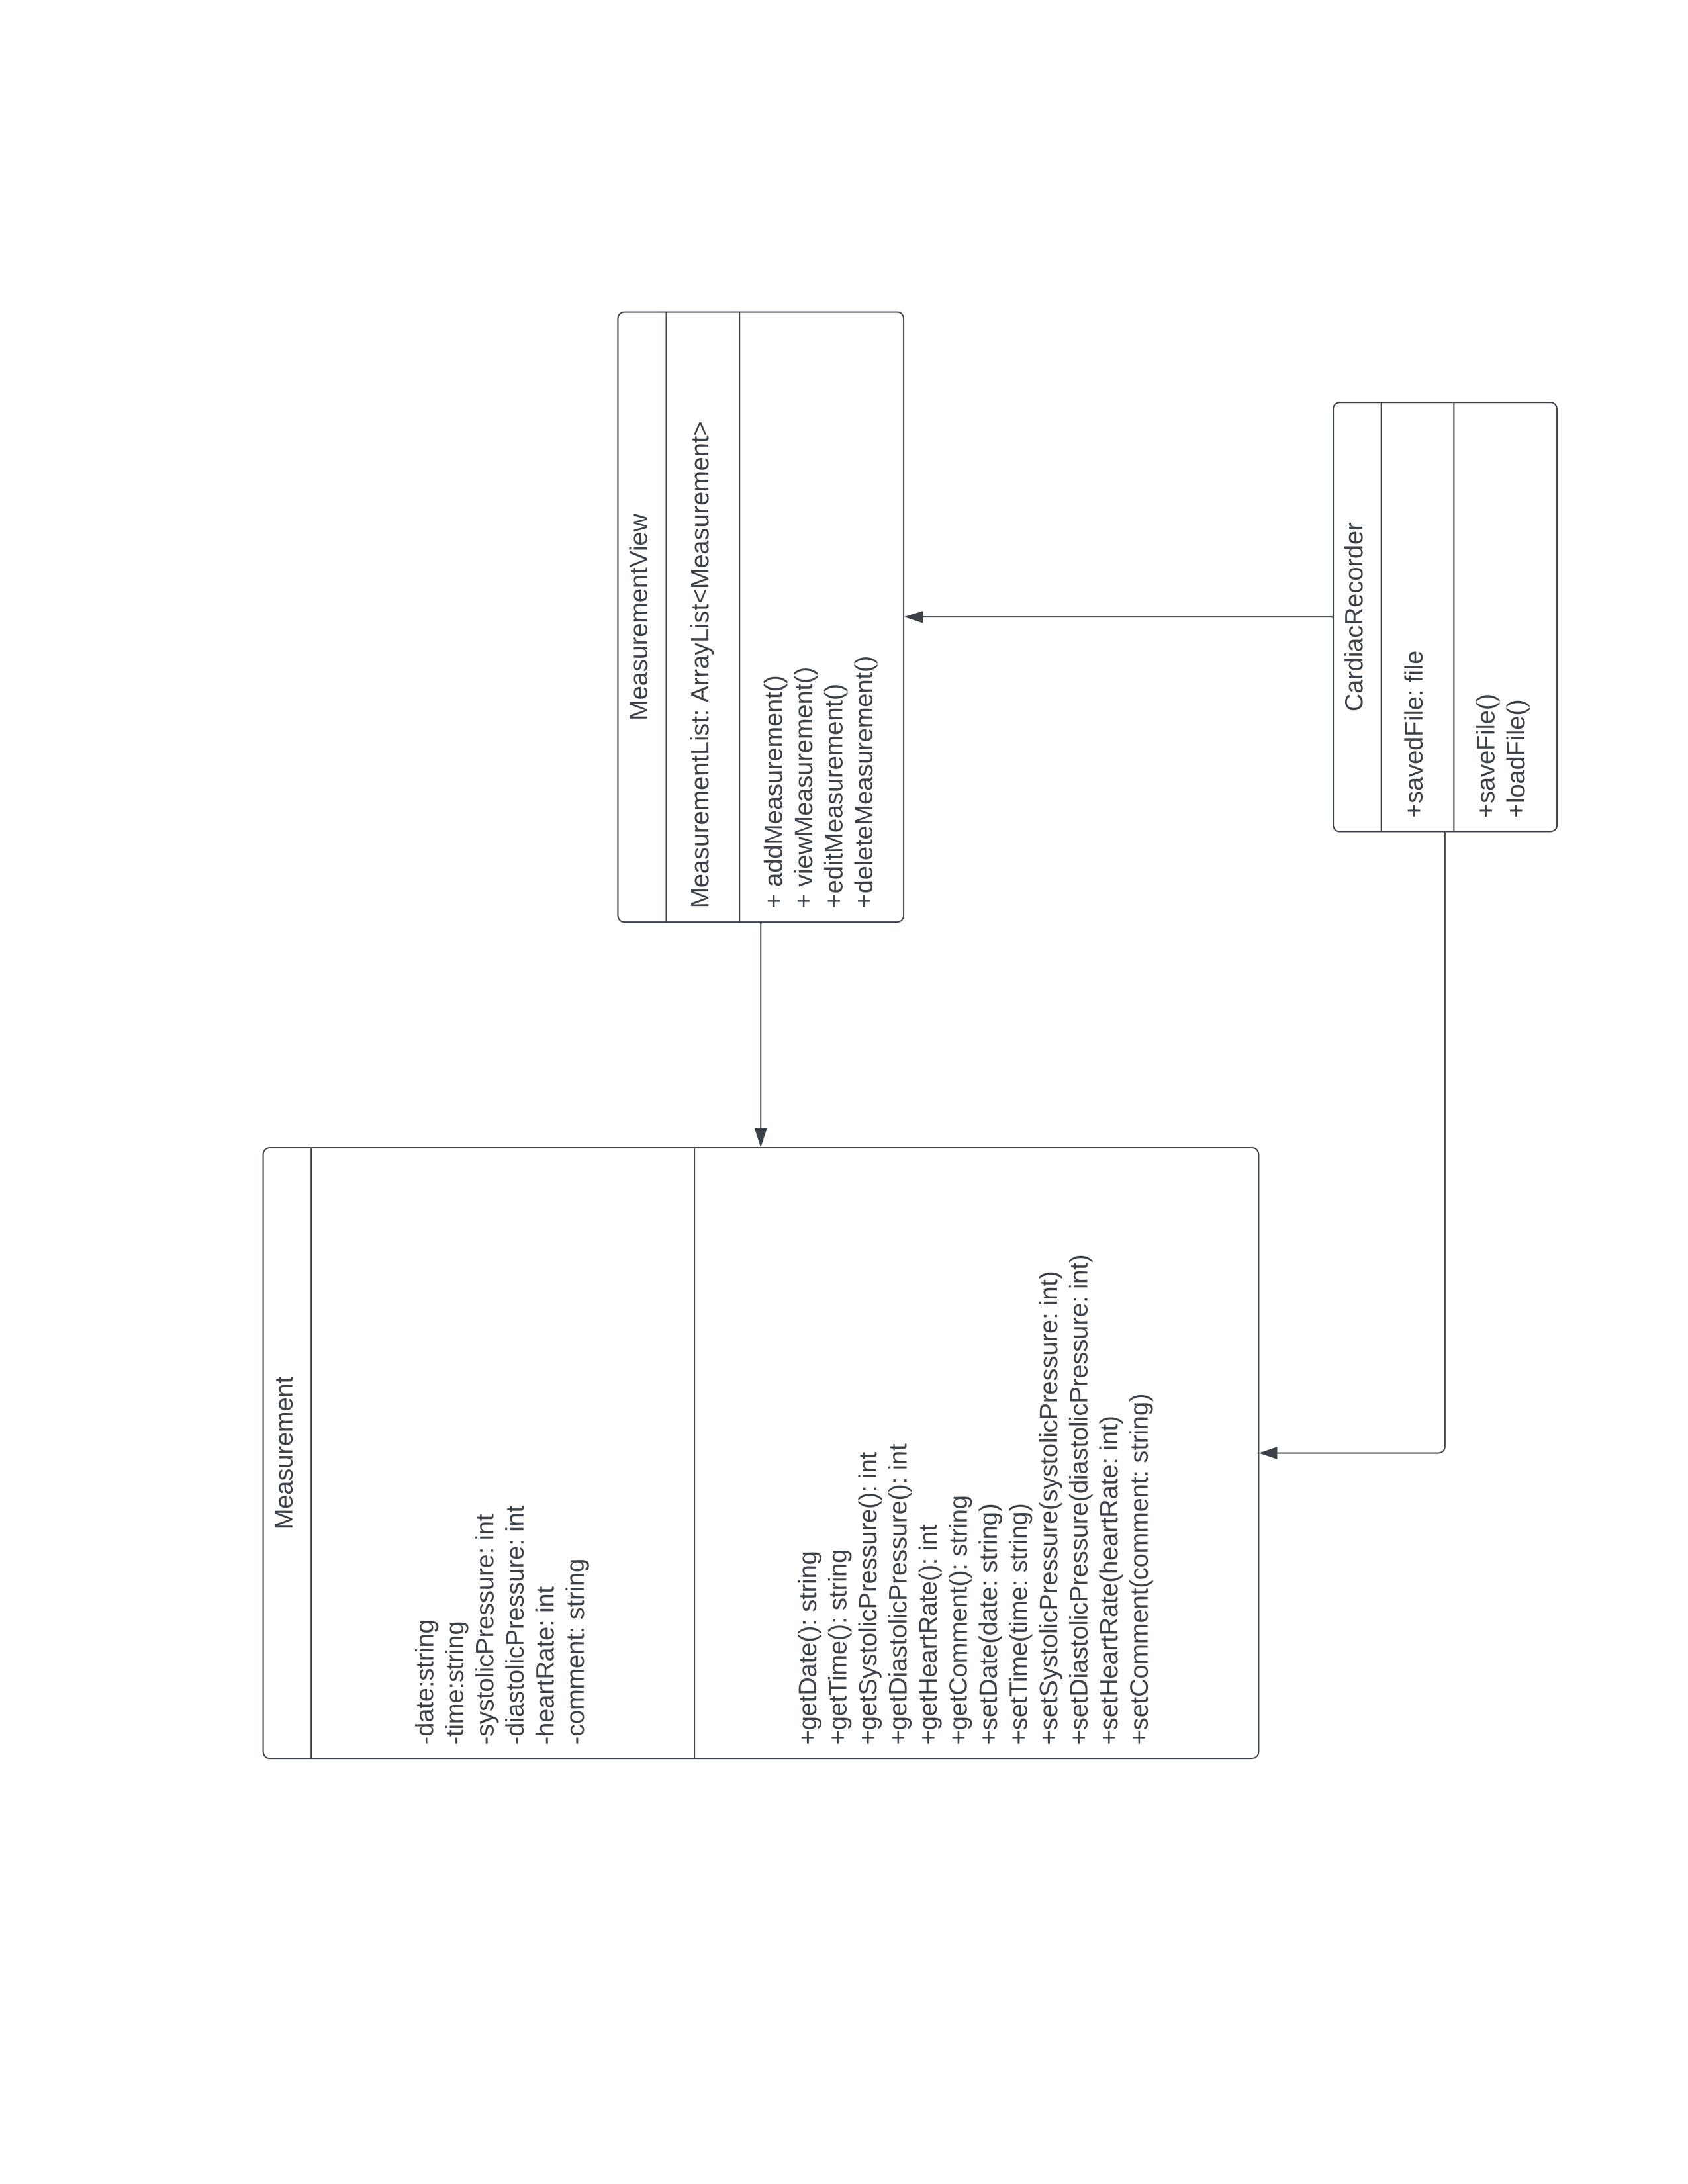 Measurement
-date:string
-time:string
-systolicPressure: int
-diastolicPressure: int
-heartRate: int
-comment: string
+getDate(): string
+getTime(): string
+getSystolicPressure(): int
+getDiastolicPressure(): int
+getHeartRate(): int
+getComment(): string
+setDate(date: string)
+setTime(time: string)
+setSystolicPressure(systolicPressure: int)
+setDiastolicPressure(diastolicPressure: int)
+setHeartRate(heartRate: int)
+setComment(comment: string)
MeasurementView
MeasurementList: ArrayList<Measurement>
+ addMeasurement()
+ viewMeasurement()
+editMeasurement()
+deleteMeasurement()
CardiacRecorder
+savedFile: file
+saveFile()
+loadFile()